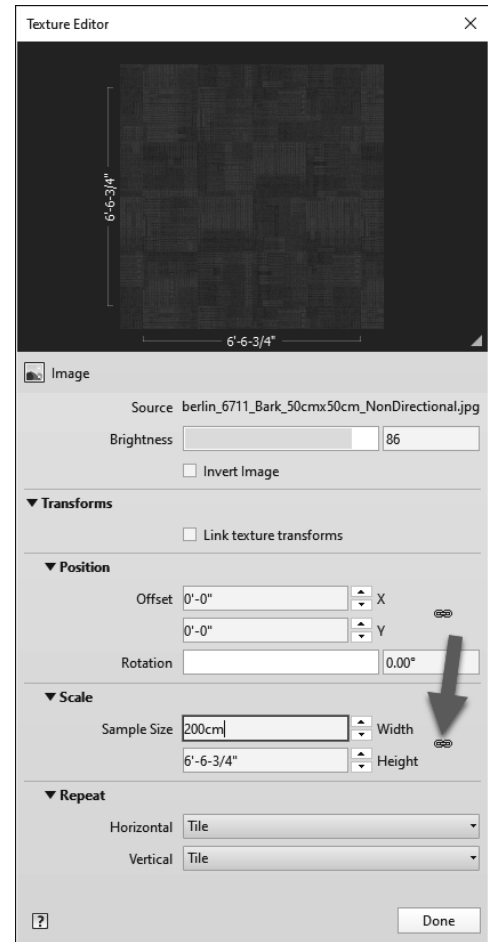 Texture Editor
6'-6-3/4"
6'-6-3/4"
Image
Source berlin_6711_Bark_50cmx50cm_NonDirectional.jpg
Brightness 86
Invert Image
Transforms
Link texture transforms
Position
Offset 0'-0" X
0'-0" Y
Rotation 0.00°
Scale
Sample Size 200cm Width
6'-6-3/4" Height
Repeat
Horizontal Tile
Vertical Tile
? Done